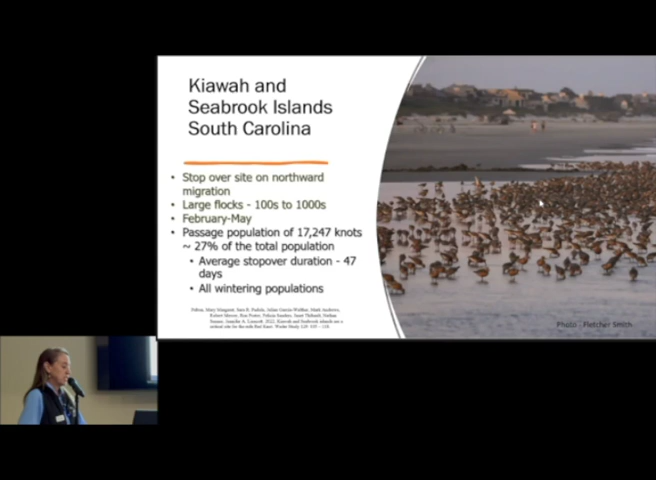 Kiawah and
Seabrook Islands
South Carolina
• Stop over site on northward
migration
• Large flocks - 100s to 1000s
• February-May
• Passage population of 17,247 knots
~ 27% of the total population
• Average stopover duration - 47
days
• All wintering populations
Photo : Fletcher Smith